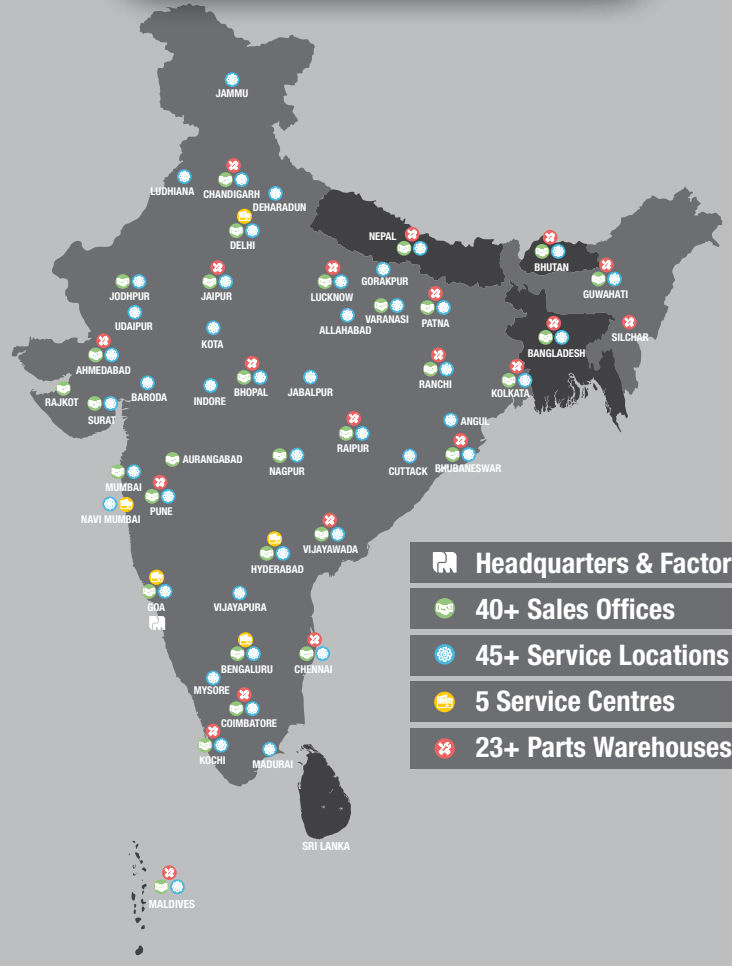 JAMMU
LUDHIANA
CHANDIGARH
DEHARADUN
DELHI
NEPAL
BHUTAN
GORAKPUR
JODHPUR
JAIPUR
LUCKNOW
GUWAHATI
UDAIPUR
KOTA
ALLAHABAD
VARANASI
PATNA
SILCHAR
BANGLADESH
AHMEDABAD
RAJKOT
BARODA
INDORE
BHOPAL
JABALPUR
RANCHI
KOLKATA
SURAT
ANGUL
RAIPUR
AURANGABAD
NAGPUR
CUTTACK
BHUBANESWAR
MUMBAI
PUNE
NAVI MUMBAI
VIJAYAWADA
HYDERABAD
GOA
VIJAYAPURA
BENGALURU
CHENNAI
MYSORE
COIMBATORE
KOCHI
MADURAI
SRI LANKA
MALDIVES
Headquarters & Factor
40+ Sales Offices
45+ Service Locations
5 Service Centres
23+ Parts Warehouses